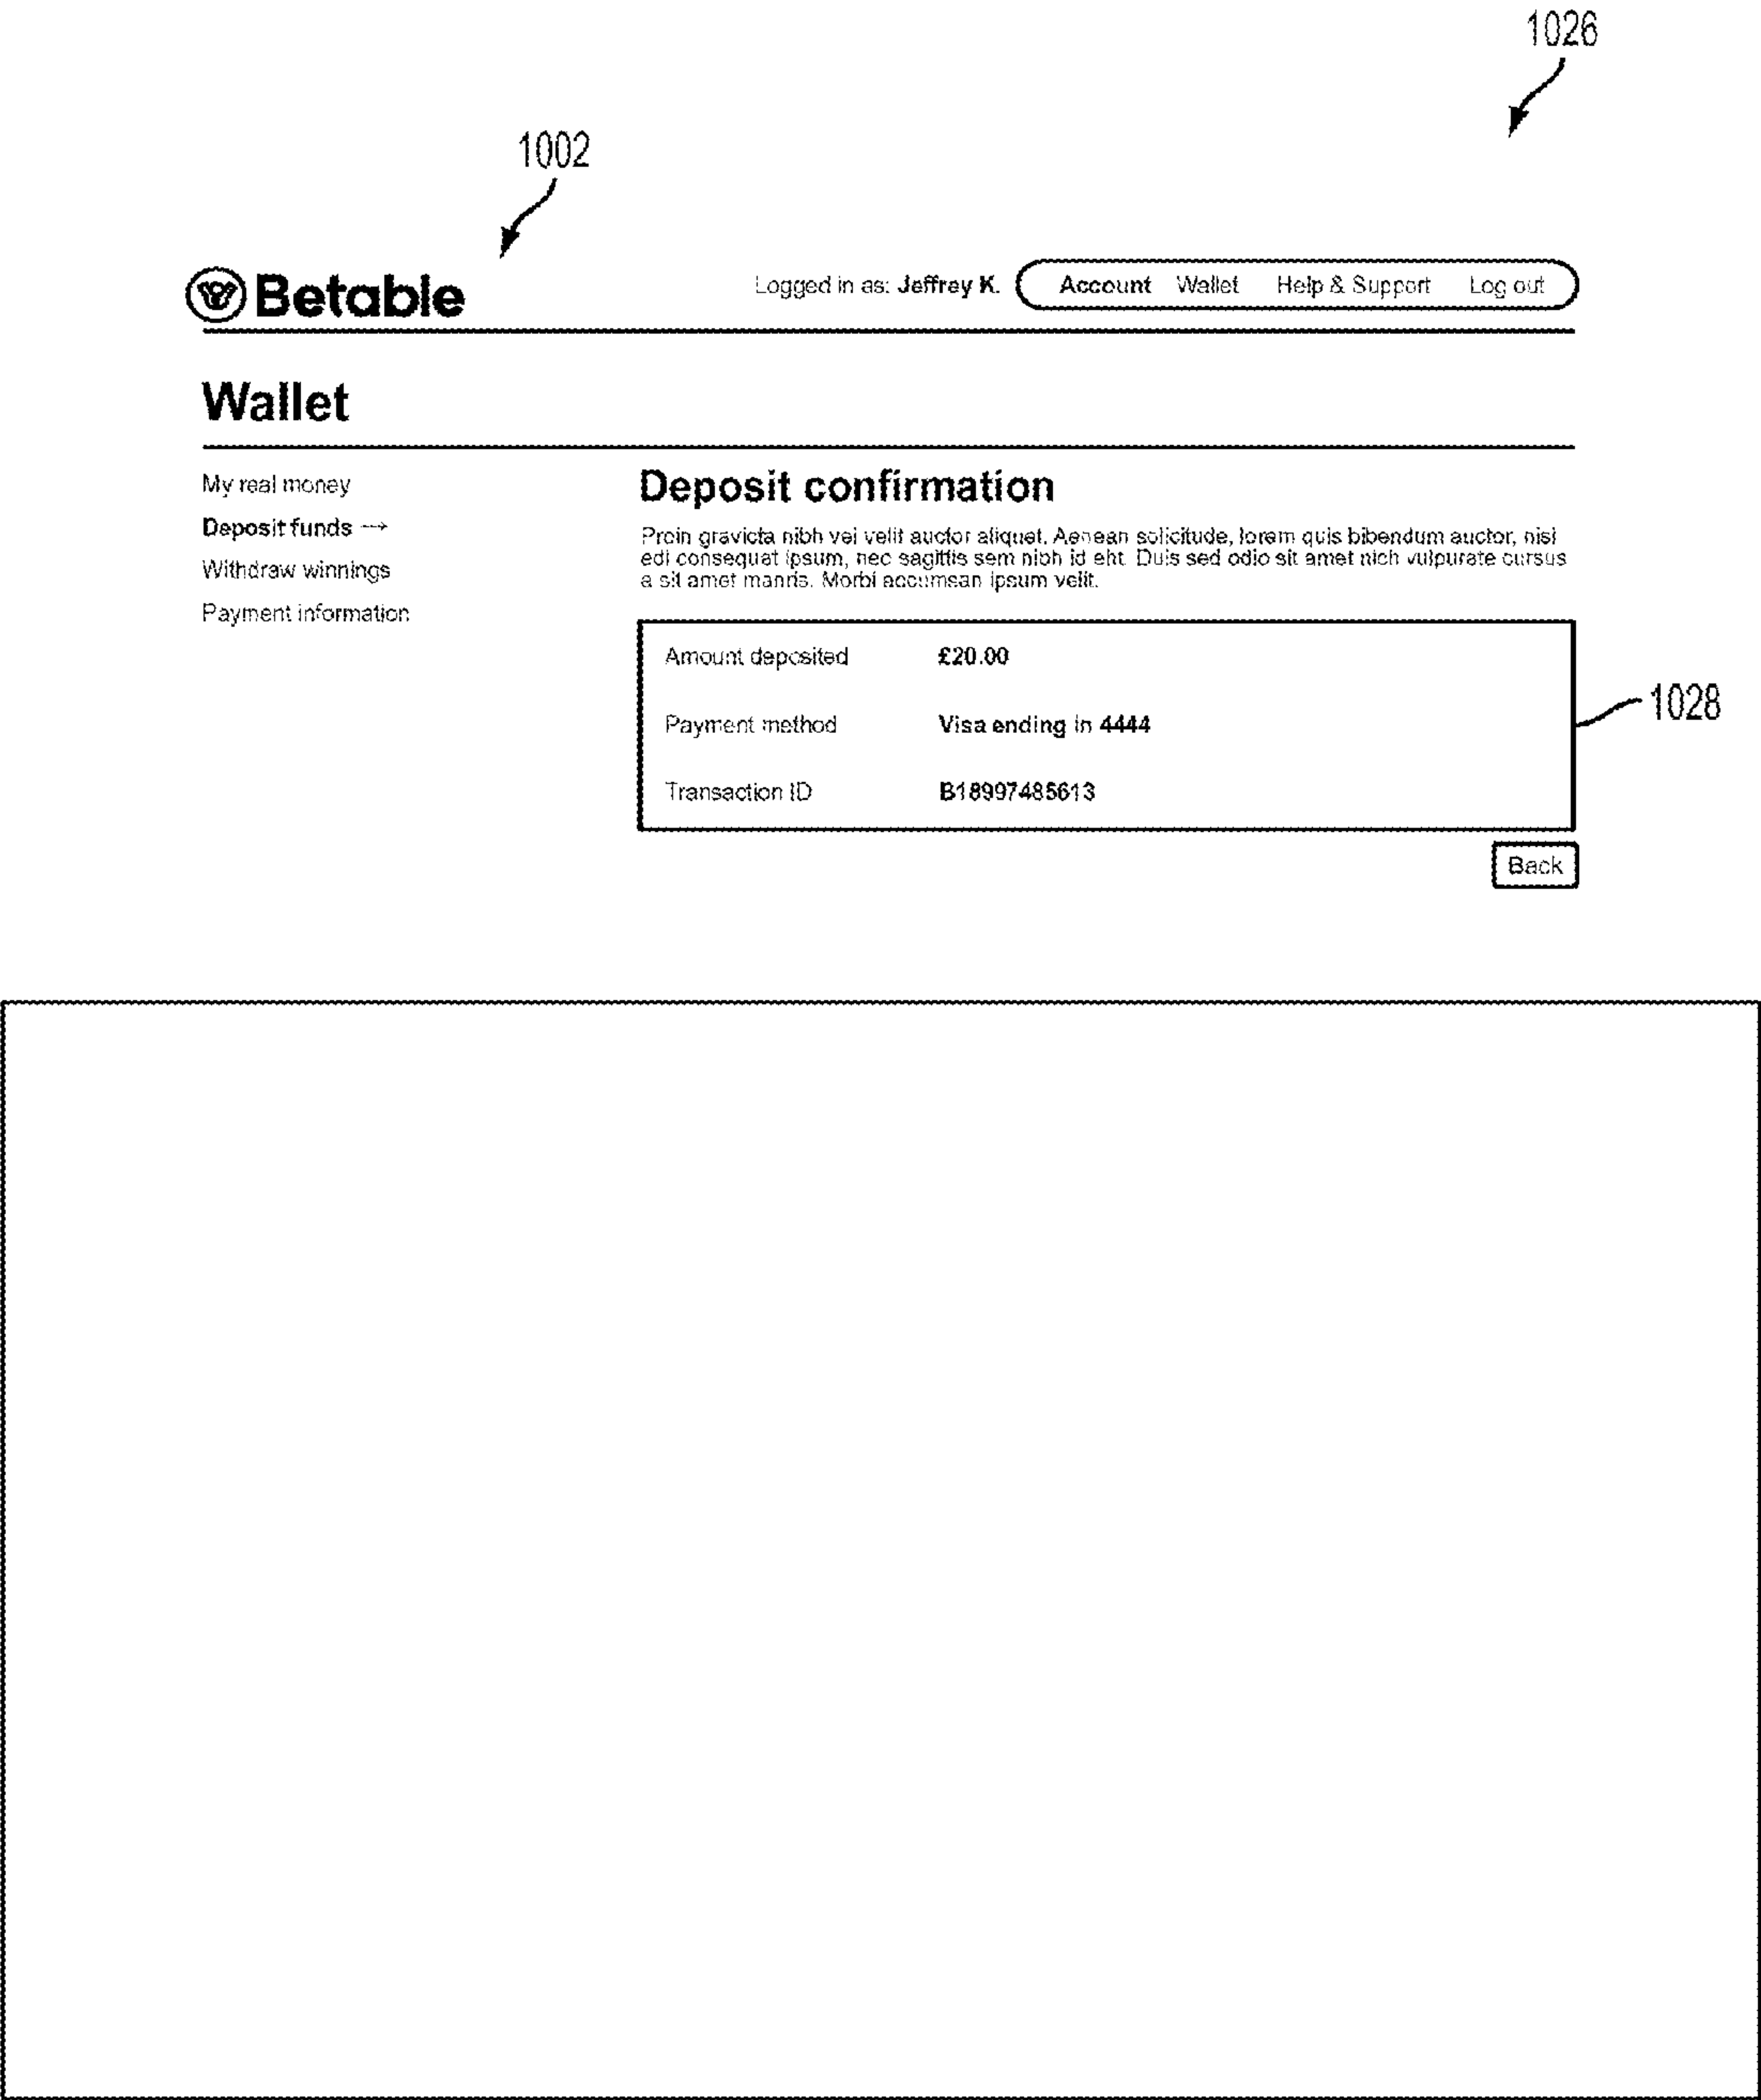 1026
1002
Betable
Logged in as: Jeffrey K. Account Wallet Help & Support Log out
Wallet
My real money
Deposit funds →
Withdraw winnings
Payment information
Deposit confirmation
Proin gravicta nibh vel velit auctor aliquet. Aenean solicitude, lorem quis bibendum auctor, nisi
edi consequat ipsum, nec sagittis sem nibh id eht. Duis sed odio sit amet nich vulpurate cursus
a sit amet manris. Morbi accumsan ipsum velit.
Amount deposited £20.00
Payment method Visa ending in 4444
Transaction ID B18997485613
1028
Back